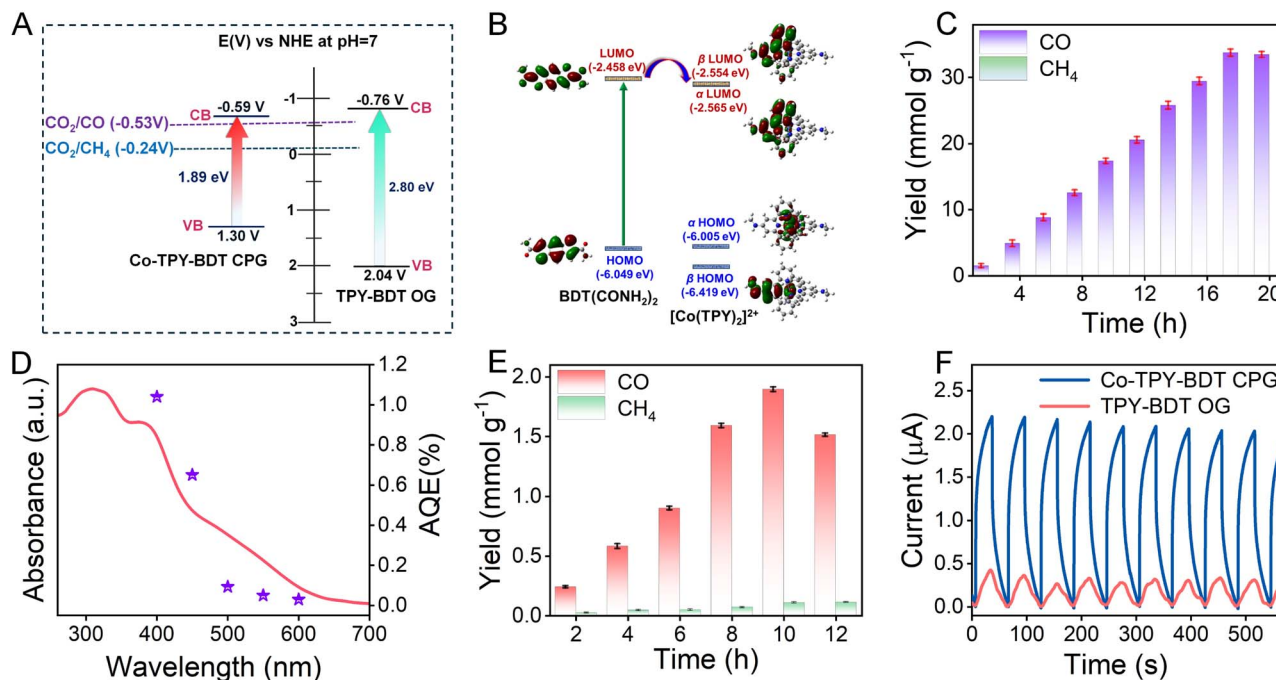 A
E(V) vs NHE at pH=7
-1
0
1
2
3
-0.59 V
CB
-0.76 V
CB
CO₂/CO (-0.53V)
CO₂/CH₄ (-0.24V)
1.89 eV
2.80 eV
VB
1.30 V
Co-TPY-BDT CPG
2.04 V
VB
TPY-BDT OG
B
LUMO
(-2.458 eV)
β LUMO
(-2.554 eV)
α LUMO
(-2.565 eV)
α HOMO
(-6.005 eV)
HOMO
(-6.049 eV)
β HOMO
(-6.419 eV)
BDT(CONH₂)₂
[Co(TPY)₂]²⁺
C
CO
CH₄
Yield (mmol g⁻¹)
30
20
10
0
4 8 12 16 20
Time (h)
D
Absorbance (a.u.)
AQE(%)
1.2
1.0
0.8
0.6
0.4
0.2
0.0
300 400 500 600 700
Wavelength (nm)
E
CO
CH₄
Yield (mmol g⁻¹)
2.0
1.5
1.0
0.5
0.0
2 4 6 8 10 12
Time (h)
F
Co-TPY-BDT CPG
TPY-BDT OG
Current (μA)
2.5
2.0
1.5
1.0
0.5
0.0
0 100 200 300 400 500
Time (s)